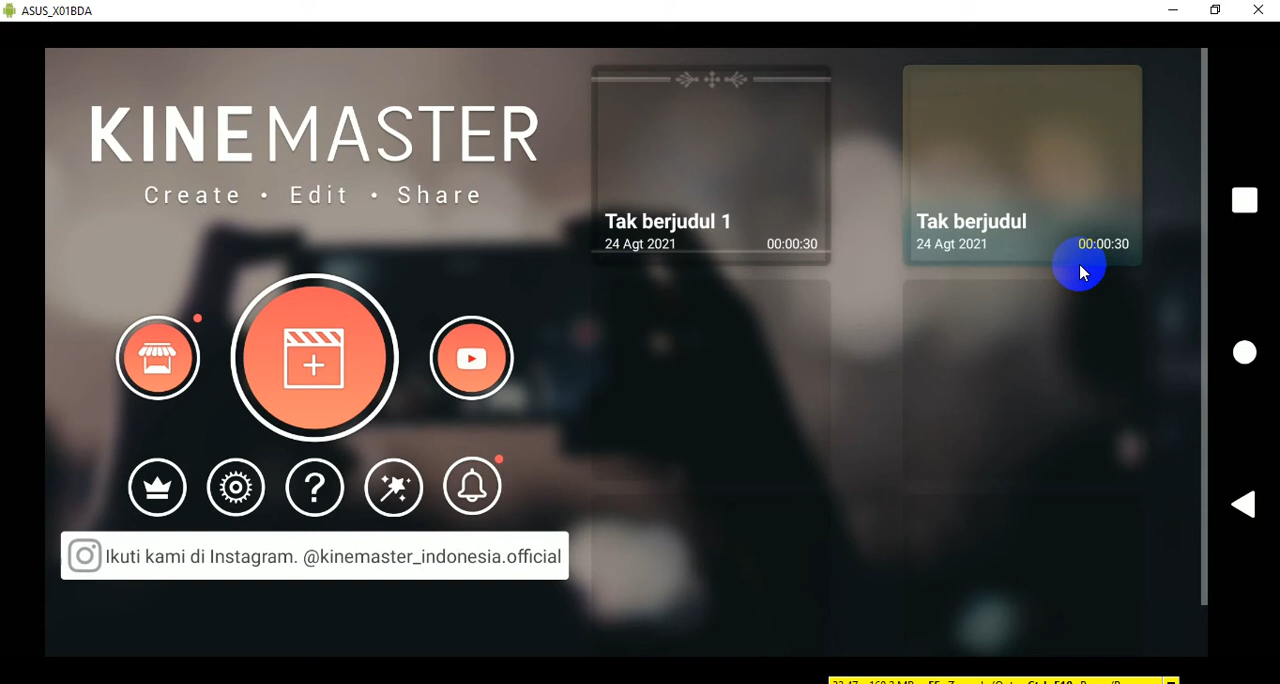 ASUS_X01BDA
KINEMASTER
Create • Edit • Share
Tak berjudul 1
24 Agt 2021 00:00:30
Tak berjudul
24 Agt 2021 00:00:30
Ikuti kami di Instagram. @kinemaster_indonesia.official